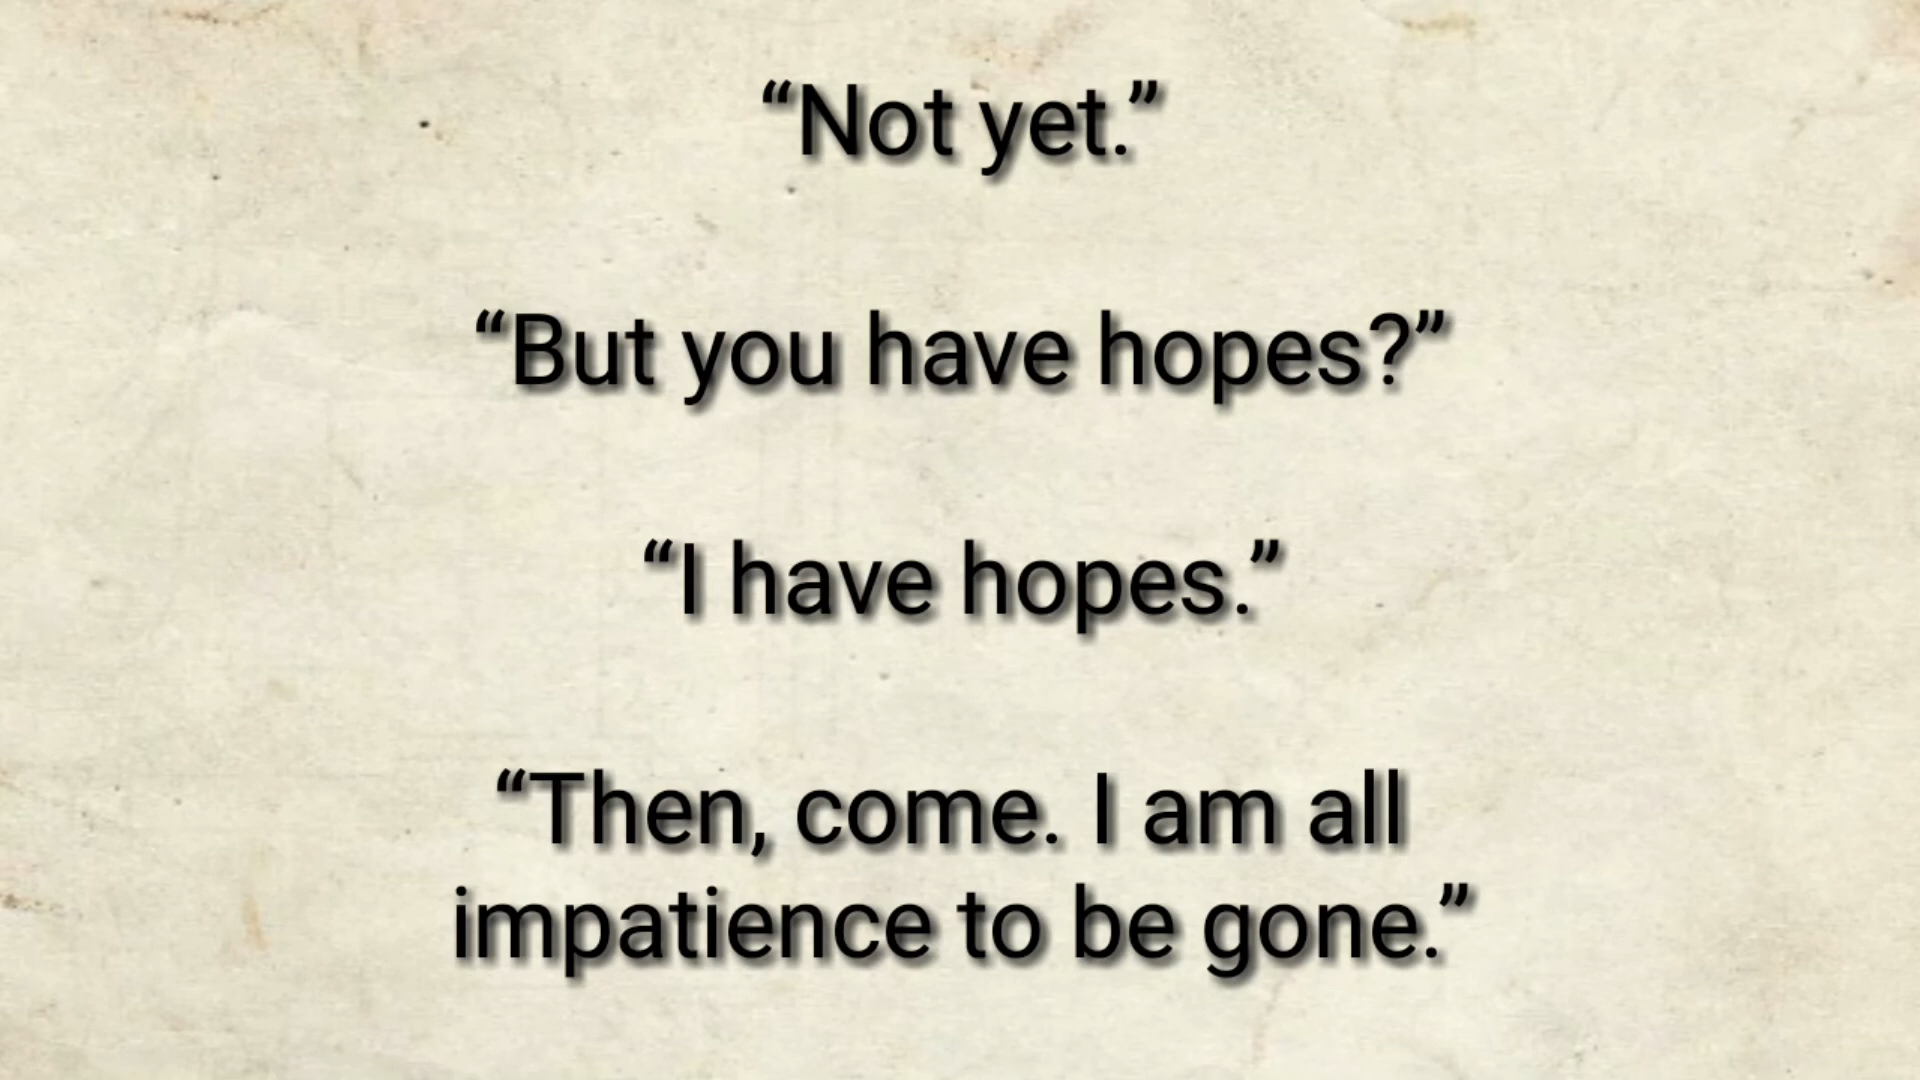 “Not yet.”
“But you have hopes?”
“I have hopes.”
“Then, come. I am all
impatience to be gone.”